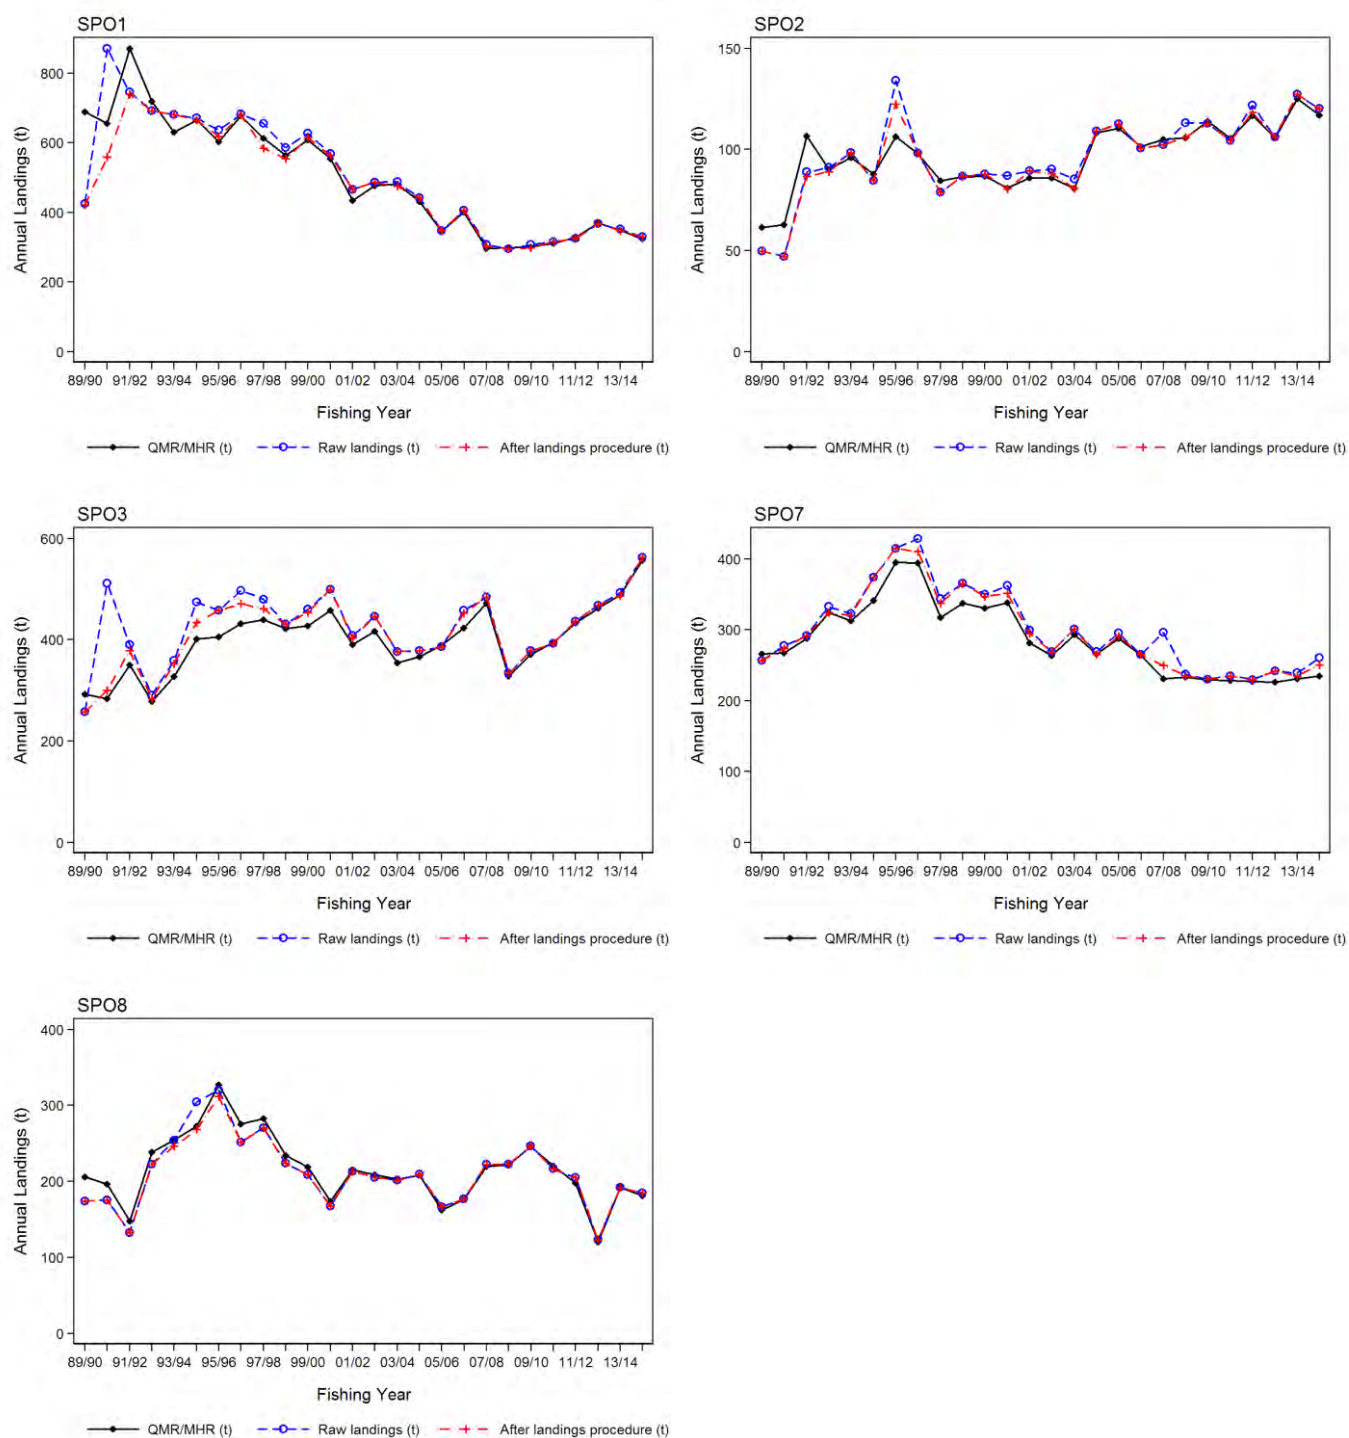 SPO1
Annual Landings (t)
800
600
400
200
0
89/90 91/92 93/94 95/96 97/98 99/00 01/02 03/04 05/06 07/08 09/10 11/12 13/14
Fishing Year
QMR/MHR (t) Raw landings (t) After landings procedure (t)
SPO2
Annual Landings (t)
150
100
50
0
89/90 91/92 93/94 95/96 97/98 99/00 01/02 03/04 05/06 07/08 09/10 11/12 13/14
Fishing Year
QMR/MHR (t) Raw landings (t) After landings procedure (t)
SPO3
Annual Landings (t)
600
400
200
0
89/90 91/92 93/94 95/96 97/98 99/00 01/02 03/04 05/06 07/08 09/10 11/12 13/14
Fishing Year
QMR/MHR (t) Raw landings (t) After landings procedure (t)
SPO7
Annual Landings (t)
400
300
200
100
0
89/90 91/92 93/94 95/96 97/98 99/00 01/02 03/04 05/06 07/08 09/10 11/12 13/14
Fishing Year
QMR/MHR (t) Raw landings (t) After landings procedure (t)
SPO8
Annual Landings (t)
400
300
200
100
0
89/90 91/92 93/94 95/96 97/98 99/00 01/02 03/04 05/06 07/08 09/10 11/12 13/14
Fishing Year
QMR/MHR (t) Raw landings (t) After landings procedure (t)